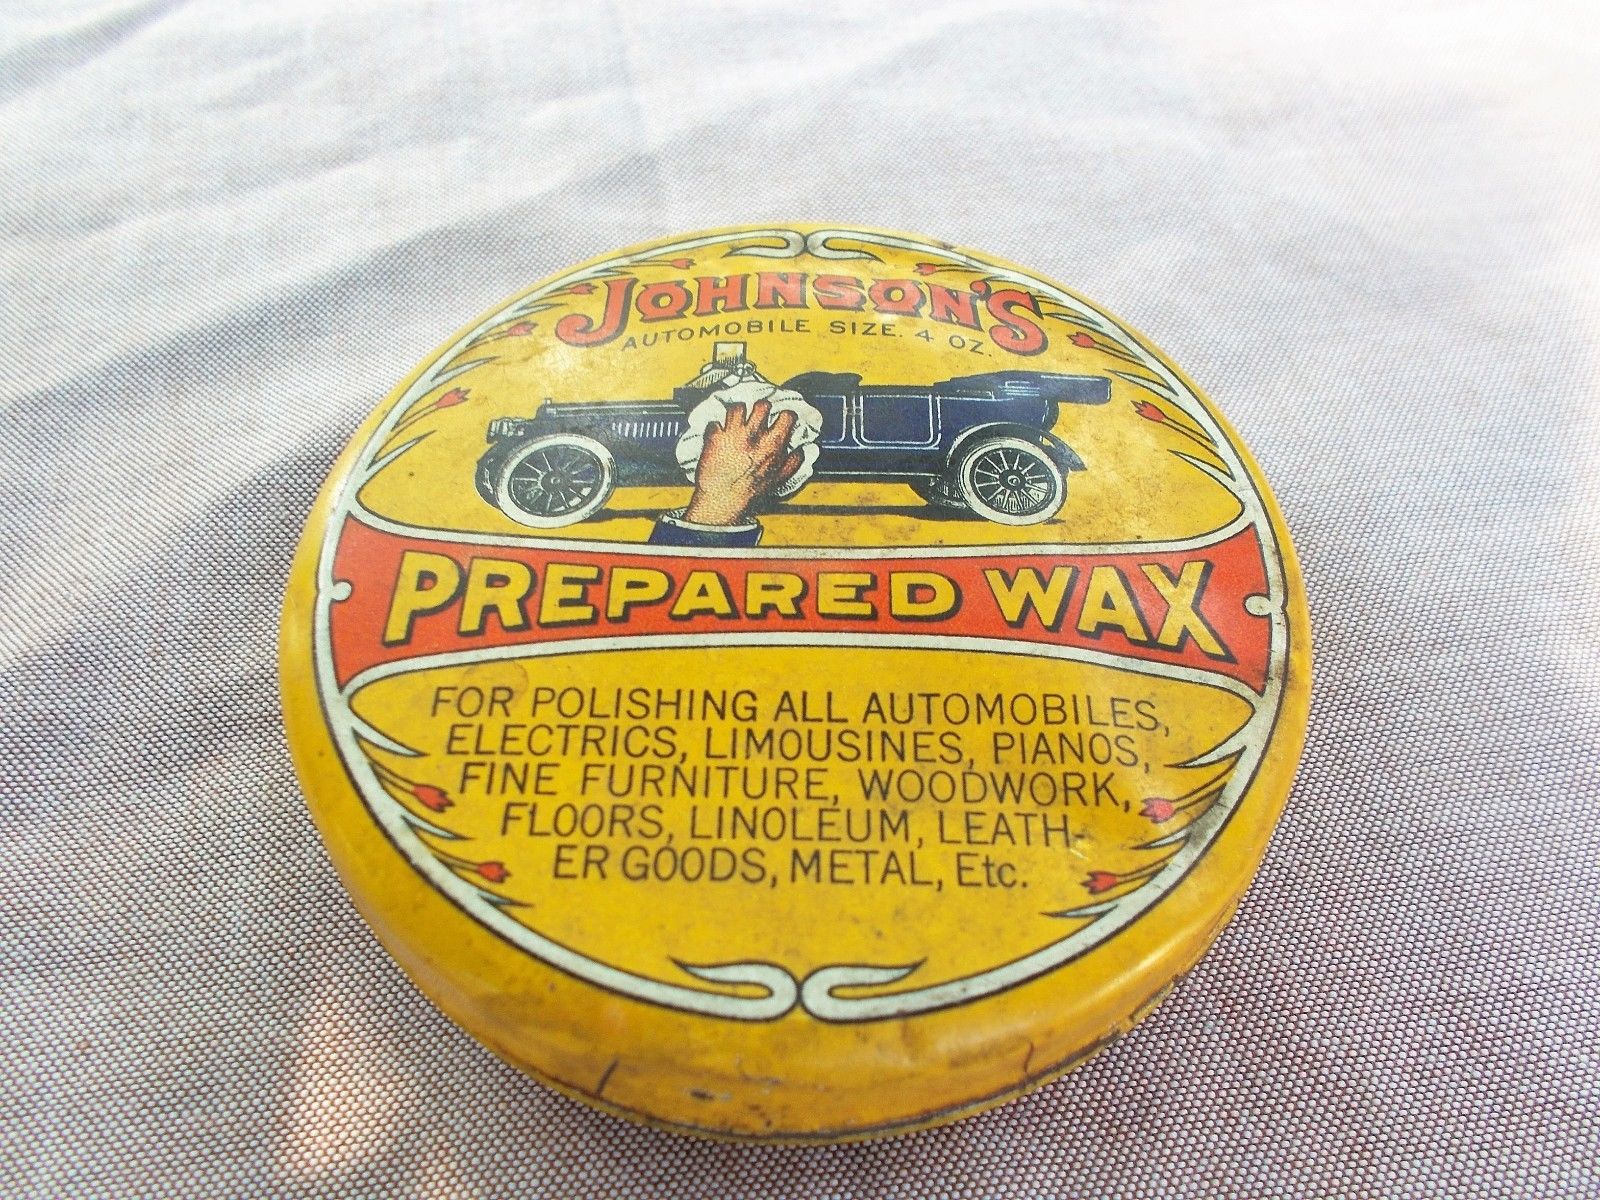 JOHNSON'S
AUTOMOBILE SIZE. 4 OZ.
PREPARED WAX
FOR POLISHING ALL AUTOMOBILES,
ELECTRICS, LIMOUSINES, PIANOS,
FINE FURNITURE, WOODWORK,
FLOORS, LINOLEUM, LEATH-
ER GOODS, METAL, Etc.